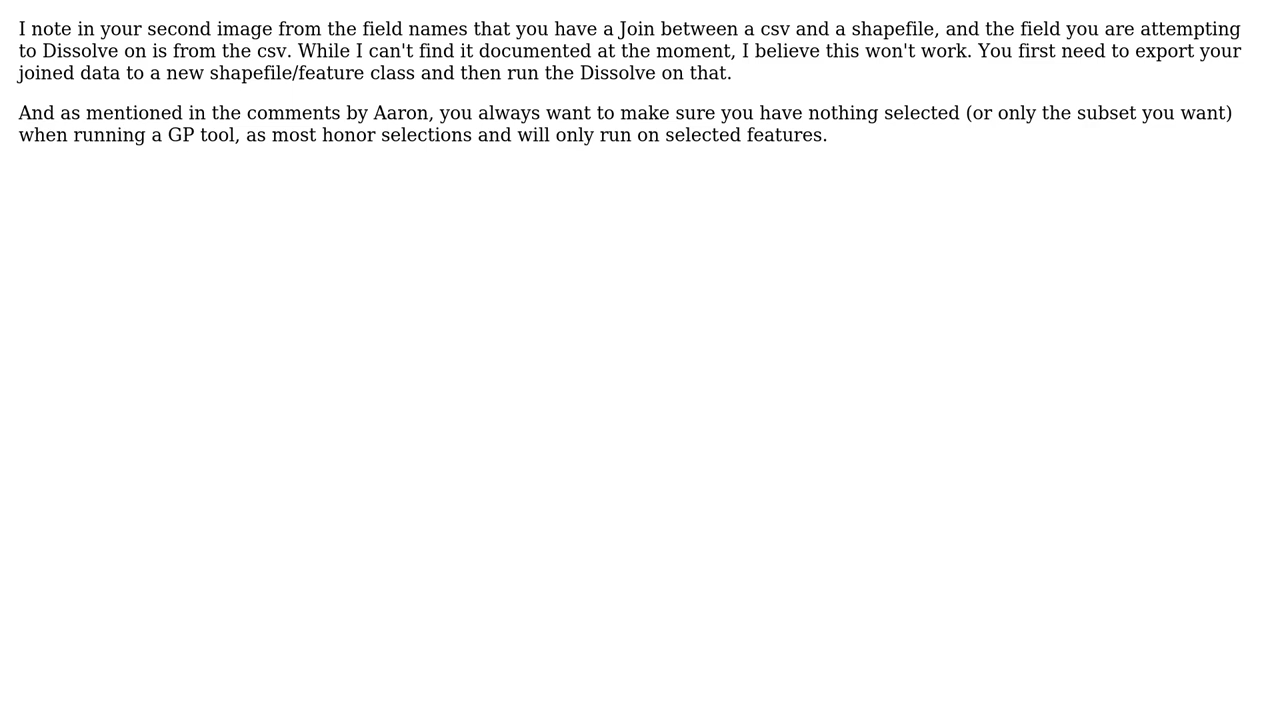 I note in your second image from the field names that you have a Join between a csv and a shapefile, and the field you are attempting
to Dissolve on is from the csv. While I can't find it documented at the moment, I believe this won't work. You first need to export your
joined data to a new shapefile/feature class and then run the Dissolve on that.
And as mentioned in the comments by Aaron, you always want to make sure you have nothing selected (or only the subset you want)
when running a GP tool, as most honor selections and will only run on selected features.